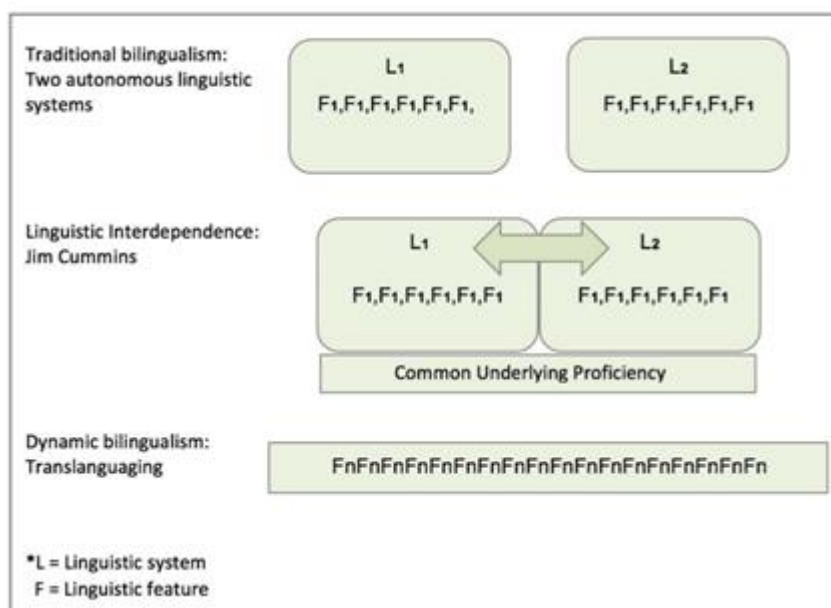 Traditional bilingualism:
Two autonomous linguistic
systems
L1
F1,F1,F1,F1,F1,F1,
L2
F1,F1,F1,F1,F1,F1
Linguistic Interdependence:
Jim Cummins
L1
F1,F1,F1,F1,F1,F1
L2
F1,F1,F1,F1,F1,F1
Common Underlying Proficiency
Dynamic bilingualism:
Translanguaging
FnFnFnFnFnFnFnFnFnFnFnFnFnFnFnFnFnFn
*L = Linguistic system
F = Linguistic feature